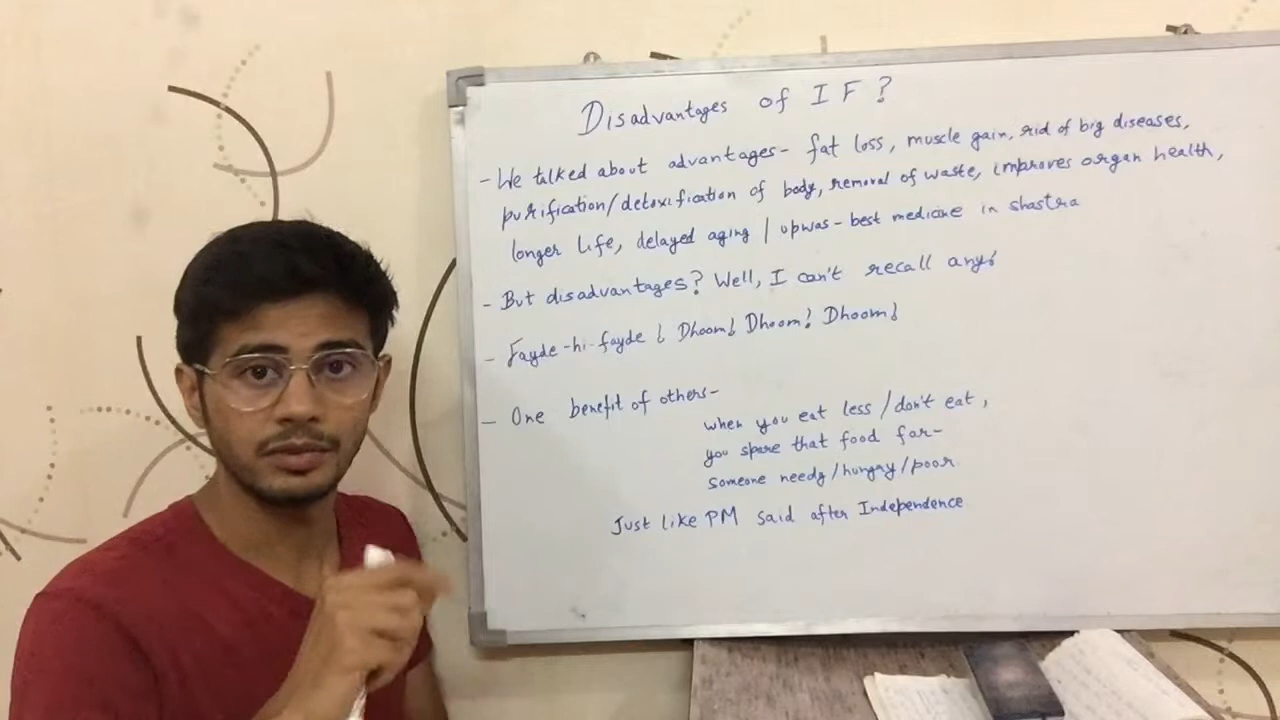 Disadvantages of IF?
- We talked about advantages- fat loss, muscle gain, rid of big diseases,
purification/detoxification of body, removal of waste, improves organ health,
longer life, delayed aging / upwas - best medicine in shastra
- But disadvantages? Well, I can't recall any!
- Fayde-hi-fayde! Dhoom! Dhoom! Dhoom!
- One benefit of others-
when you eat less / don't eat,
you spare that food for-
someone needy/hungry/poor
Just like PM said after Independence